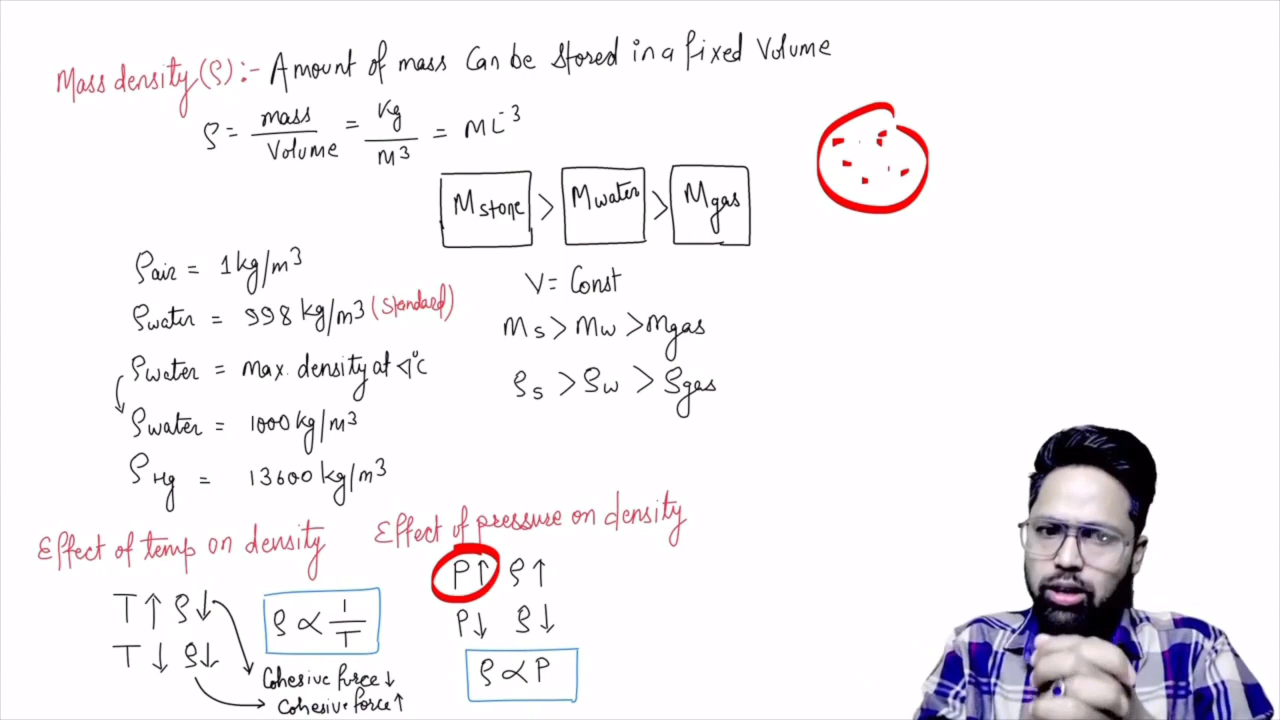 Mass density (ρ) :- Amount of mass Can be Stored in a fixed Volume
ρ = mass/Volume = Kg/M³ = ML⁻³
Mstone > Mwater > Mgas
V = Const
Ms > Mw > Mgas
ρs > ρw > ρgas
ρair = 1 kg/m³
ρwater = 998 kg/m³ (Standard)
ρwater = max. density at 4°C
ρwater = 1000 kg/m³
ρHg = 13600 kg/m³
Effect of temp on density
T↑ ρ↓
T↓ ρ↓
ρ ∝ 1/T
Cohesive force ↓
Cohesive force ↑
Effect of pressure on density
P↑ ρ↑
P↓ ρ↓
ρ ∝ P